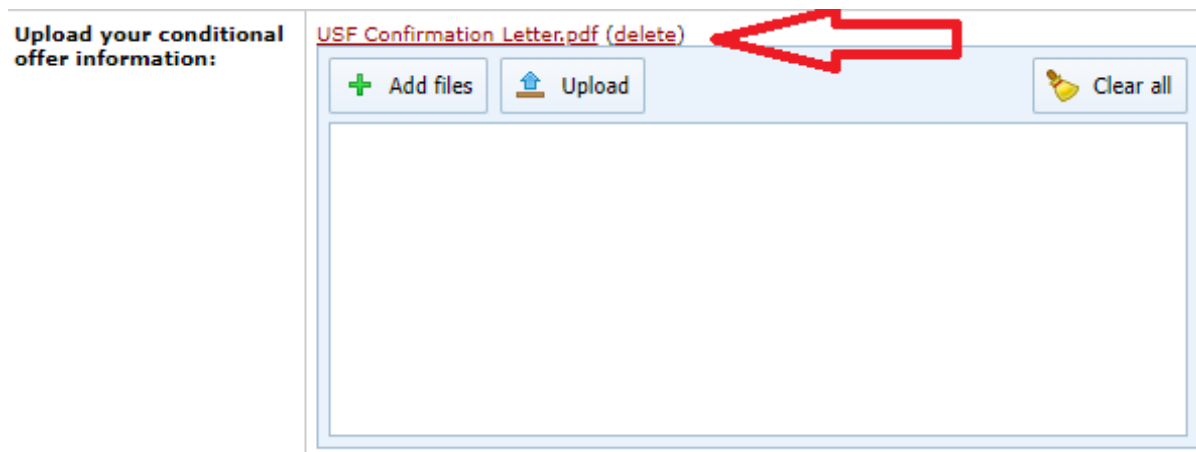 Upload your conditional
offer information:
USF Confirmation Letter.pdf (delete)
Add files
Upload
Clear all